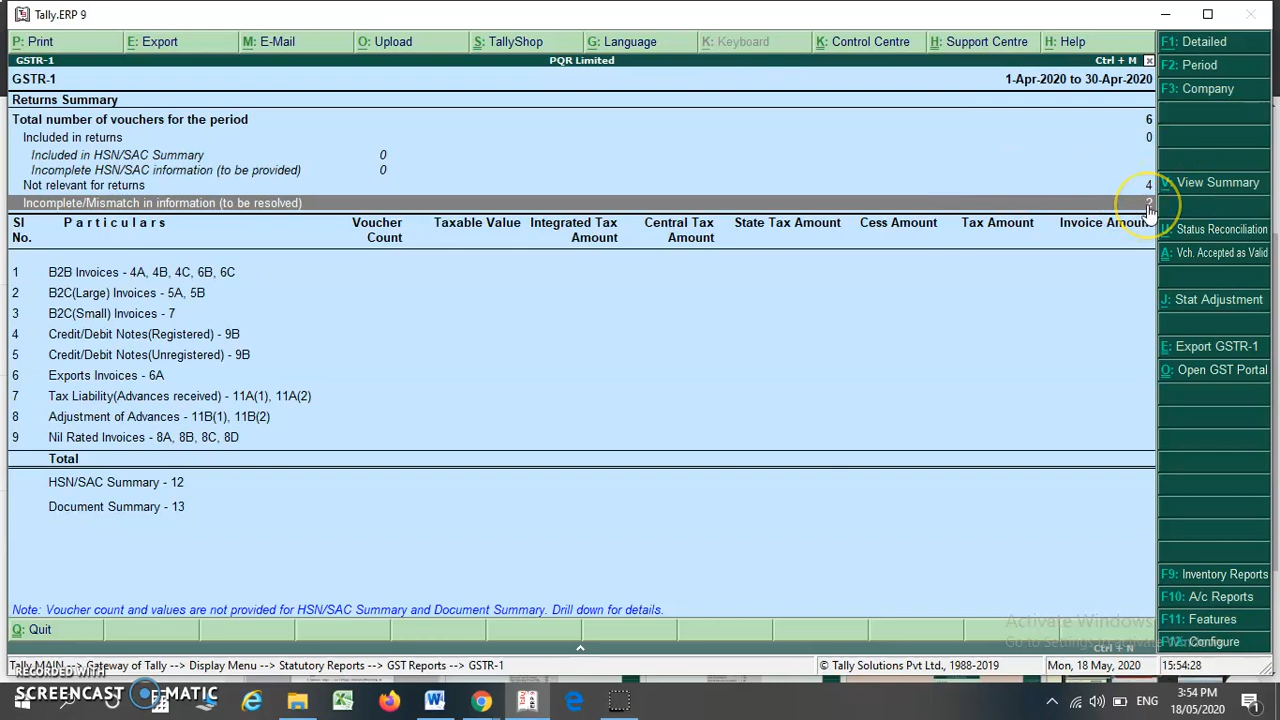 Tally.ERP 9
P: Print E: Export M: E-Mail O: Upload S: TallyShop G: Language K: Keyboard K: Control Centre H: Support Centre H: Help F1: Detailed
GSTR-1 PQR Limited Ctrl + M
F2: Period
GSTR-1 1-Apr-2020 to 30-Apr-2020
F3: Company
Returns Summary
Total number of vouchers for the period 6
Included in returns 0
Included in HSN/SAC Summary 0
Incomplete HSN/SAC information (to be provided) 0
Not relevant for returns 4
V: View Summary
Incomplete/Mismatch in information (to be resolved) 2
Sl No. Particulars Voucher Count Taxable Value Integrated Tax Amount Central Tax Amount State Tax Amount Cess Amount Tax Amount Invoice Amount
U: Status Reconciliation
A: Vch. Accepted as Valid
1 B2B Invoices - 4A, 4B, 4C, 6B, 6C
2 B2C(Large) Invoices - 5A, 5B
J: Stat Adjustment
3 B2C(Small) Invoices - 7
4 Credit/Debit Notes(Registered) - 9B
E: Export GSTR-1
5 Credit/Debit Notes(Unregistered) - 9B
O: Open GST Portal
6 Exports Invoices - 6A
7 Tax Liability(Advances received) - 11A(1), 11A(2)
8 Adjustment of Advances - 11B(1), 11B(2)
9 Nil Rated Invoices - 8A, 8B, 8C, 8D
Total
HSN/SAC Summary - 12
Document Summary - 13
F9: Inventory Reports
F10: A/c Reports
Note: Voucher count and values are not provided for HSN/SAC Summary and Document Summary. Drill down for details.
F11: Features
Activate Windows
Q: Quit
F12: Configure
Go to Settings to activate Windows
Ctrl + N
Tally MAIN --> Gateway of Tally --> Display Menu --> Statutory Reports --> GST Reports --> GSTR-1 © Tally Solutions Pvt Ltd., 1988-2019 Mon, 18 May, 2020 15:54:28
RECORDED WITH
SCREENCAST MATIC
ENG
3:54 PM
18/05/2020
1